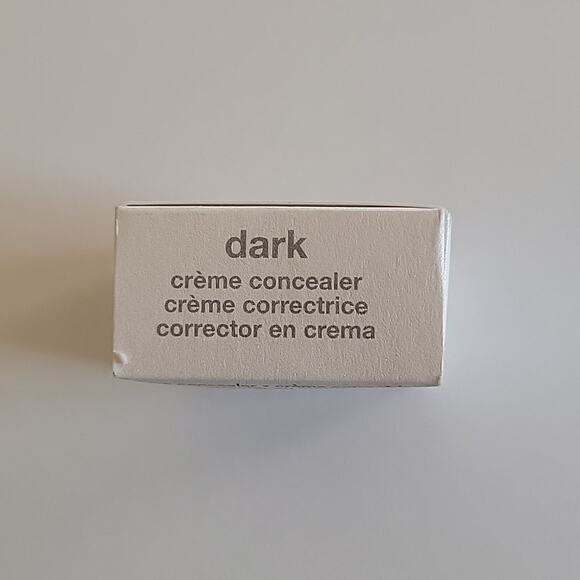 dark
crème concealer
crème correctrice
corrector en crema